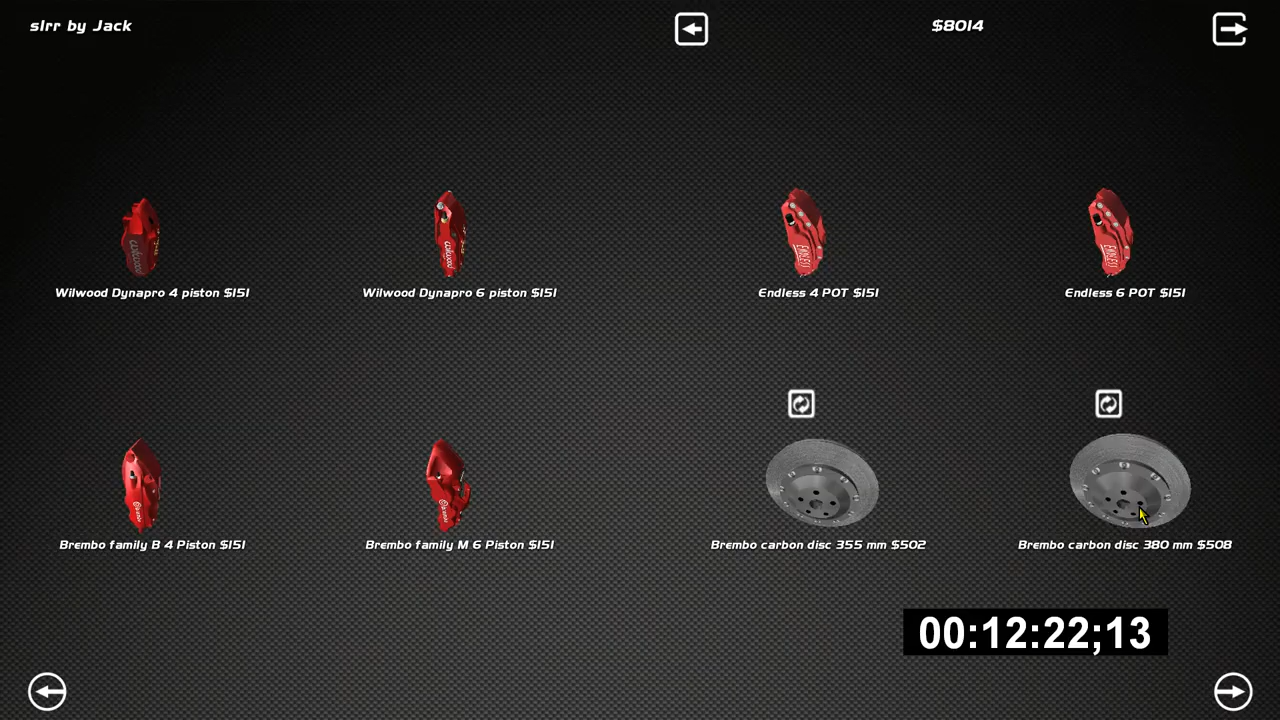 slrr by Jack
$8014
Wilwood Dynapro 4 piston $151
Wilwood Dynapro 6 piston $151
Endless 4 POT $151
Endless 6 POT $151
Brembo family B 4 Piston $151
Brembo family M 6 Piston $151
Brembo carbon disc 355 mm $502
Brembo carbon disc 380 mm $508
00:12:22;13